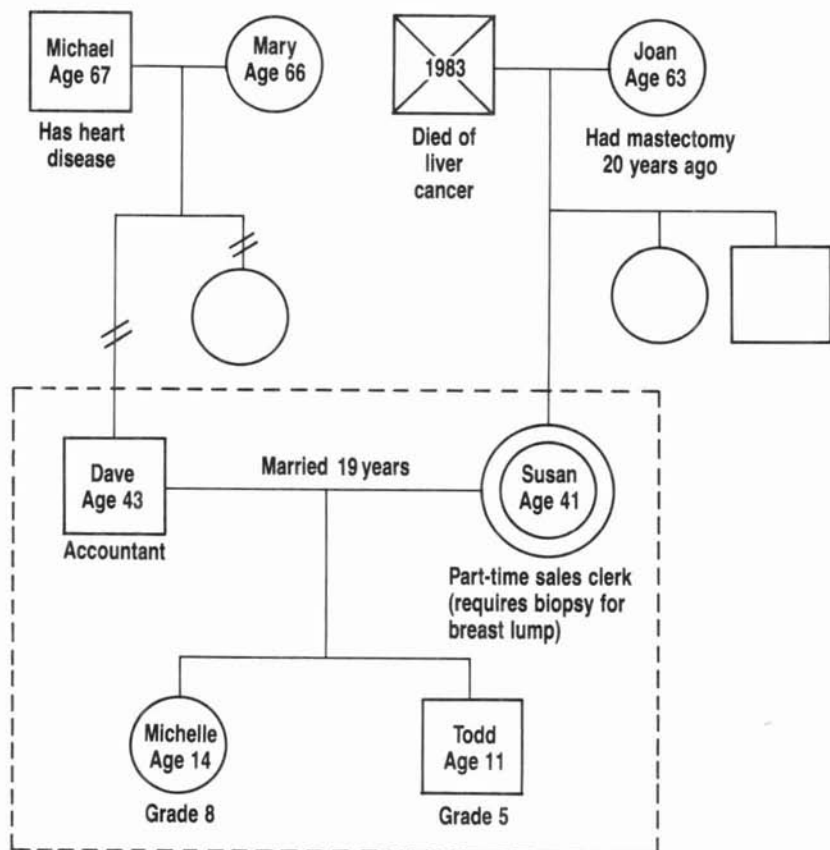 Michael
Age 67
Has heart
disease
Mary
Age 66
1983
Died of
liver
cancer
Joan
Age 63
Had mastectomy
20 years ago
Dave
Age 43
Accountant
Married 19 years
Susan
Age 41
Part-time sales clerk
(requires biopsy for
breast lump)
Michelle
Age 14
Grade 8
Todd
Age 11
Grade 5